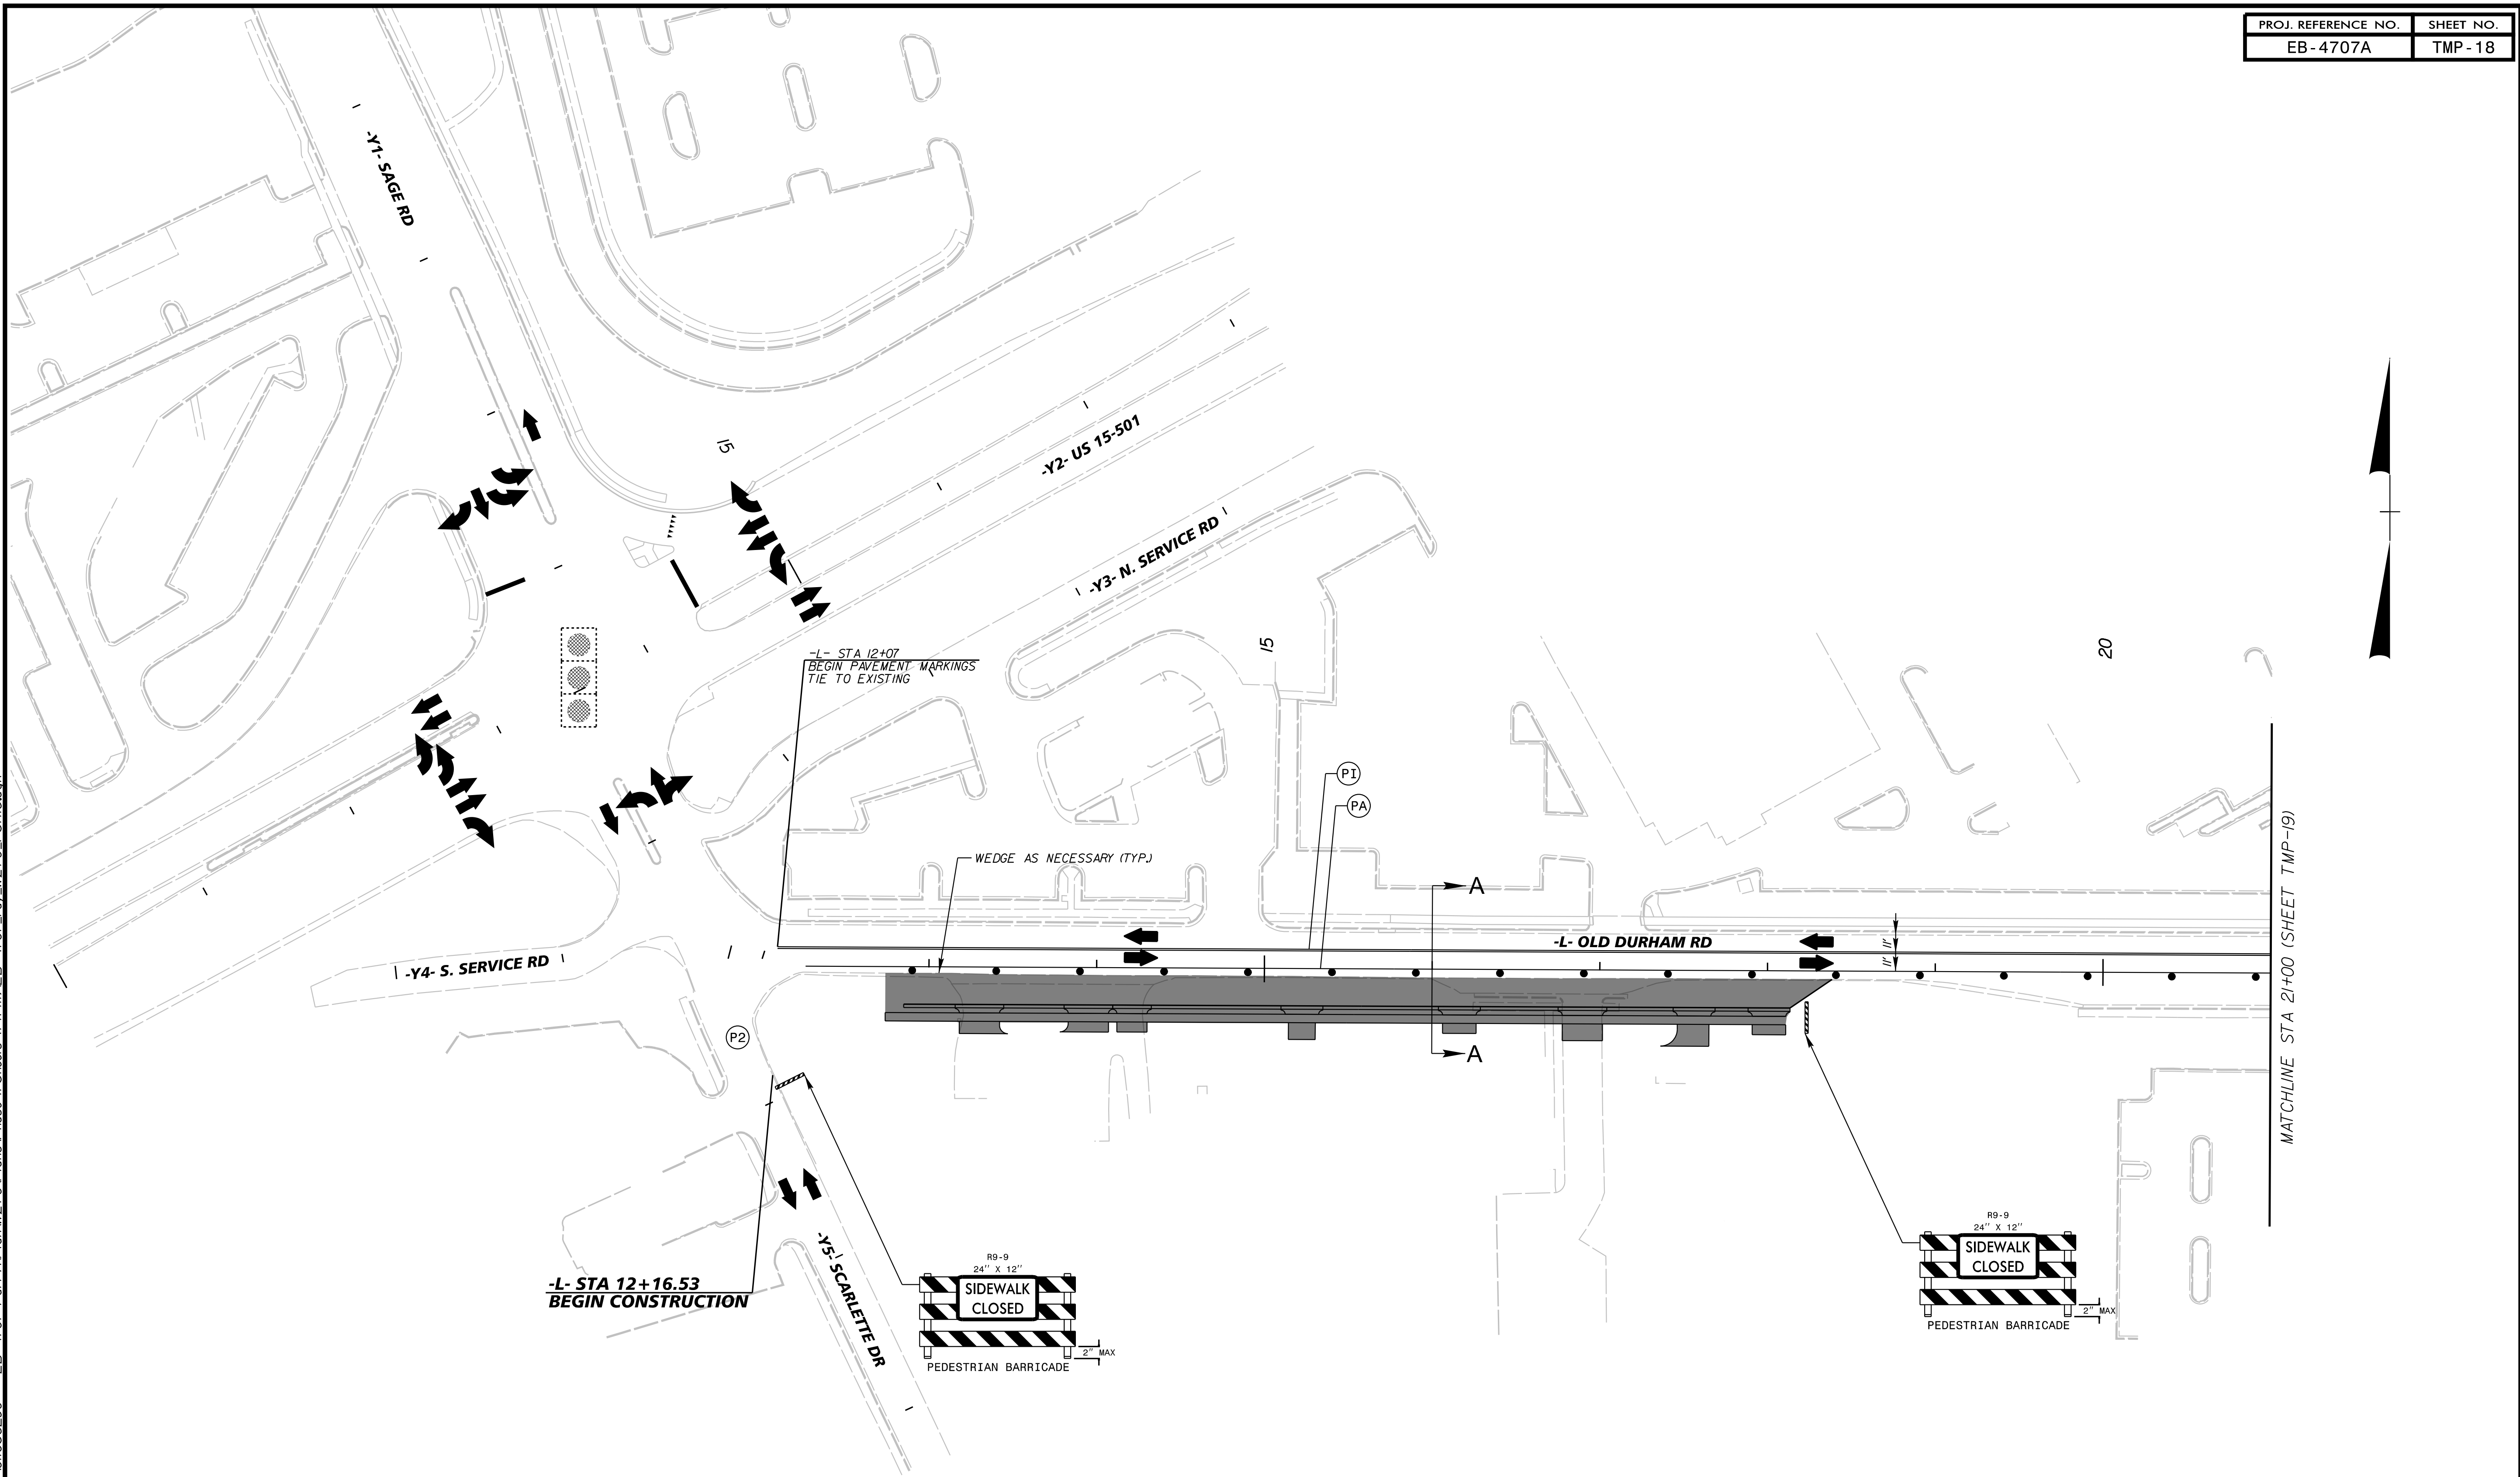 PROJ. REFERENCE NO. SHEET NO.
EB-4707A TMP-18
-Y1- SAGE RD
15
-Y2- US 15-501
-Y3- N. SERVICE RD
-L- STA 12+07
BEGIN PAVEMENT MARKINGS
TIE TO EXISTING
15
20
PI
PA
WEDGE AS NECESSARY (TYP.)
A
-L- OLD DURHAM RD
11'
11'
-Y4- S. SERVICE RD
P2
A
MATCHLINE STA 21+00 (SHEET TMP-19)
-L- STA 12+16.53
BEGIN CONSTRUCTION
-Y5- SCARLETTE DR
R9-9
24" X 12"
SIDEWALK
CLOSED
2" MAX
PEDESTRIAN BARRICADE
R9-9
24" X 12"
SIDEWALK
CLOSED
2" MAX
PEDESTRIAN BARRICADE